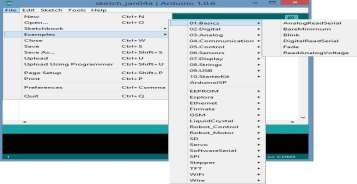 sketch_jan04a | Arduino 1.0.6
File Edit Sketch Tools Help
New Ctrl+N
Open... Ctrl+O
Sketchbook
Examples
Close Ctrl+W
Save Ctrl+S
Save As... Ctrl+Shift+S
Upload Ctrl+U
Upload Using Programmer Ctrl+Shift+U
Page Setup Ctrl+Shift+P
Print Ctrl+P
Preferences Ctrl+Comma
Quit Ctrl+Q
01.Basics
02.Digital
03.Analog
04.Communication
05.Control
06.Sensors
07.Display
08.Strings
09.USB
10.StarterKit
ArduinoISP
EEPROM
Esplora
Ethernet
Firmata
GSM
LiquidCrystal
Robot_Control
Robot_Motor
SD
Servo
SoftwareSerial
SPI
Stepper
TFT
WiFi
Wire
AnalogReadSerial
BareMinimum
Blink
DigitalReadSerial
Fade
ReadAnalogVoltage
1